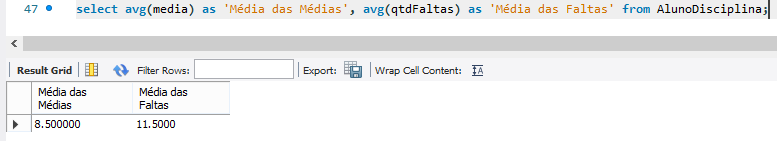 47 select avg(media) as 'Média das Médias', avg(qtdFaltas) as 'Média das Faltas' from AlunoDisciplina;
Result Grid Filter Rows: Export: Wrap Cell Content:
Média das Médias Média das Faltas
8.500000 11.5000